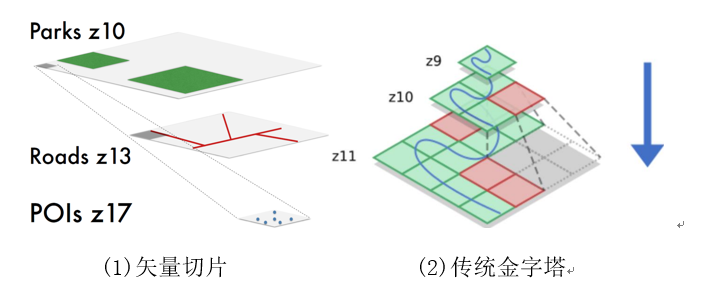 Parks z10
Roads z13
POIs z17
(1)矢量切片
z9
z10
z11
(2)传统金字塔